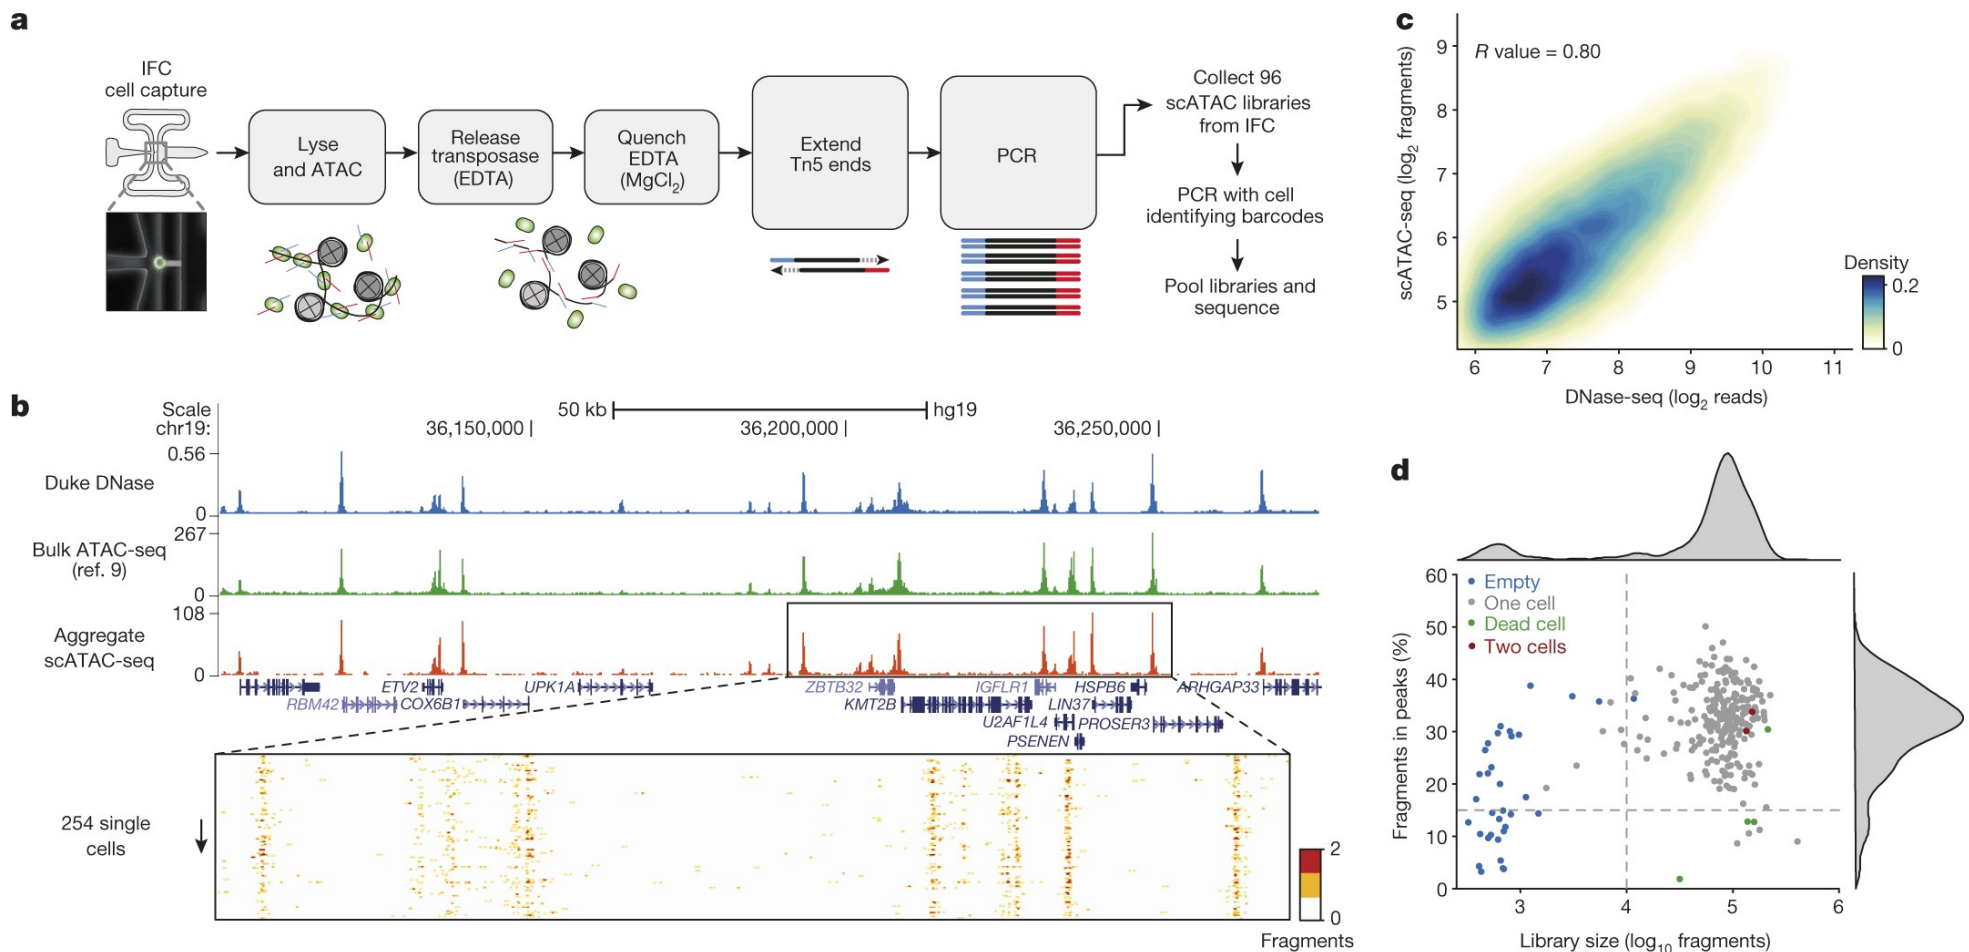 a
IFC
cell capture
Lyse
and ATAC
Release
transposase
(EDTA)
Quench
EDTA
(MgCl2)
Extend
Tn5 ends
PCR
Collect 96
scATAC libraries
from IFC
PCR with cell
identifying barcodes
Pool libraries and
sequence
b
Scale
chr19:
50 kb
hg19
36,150,000
36,200,000
36,250,000
0.56
Duke DNase
0
267
Bulk ATAC-seq
(ref. 9)
0
108
Aggregate
scATAC-seq
0
ETV2 UPK1A ZBTB32 IGFLR1 HSPB6 ARHGAP33
RBM42 COX6B1 KMT2B LIN37
U2AF1L4 PROSER3
PSENEN
254 single
cells
2
0
Fragments
c
R value = 0.80
9
8
7
6
5
scATAC-seq (log2 fragments)
6 7 8 9 10 11
DNase-seq (log2 reads)
Density
0.2
0
d
Empty
One cell
Dead cell
Two cells
60
50
40
30
20
10
0
Fragments in peaks (%)
3 4 5 6
Library size (log10 fragments)